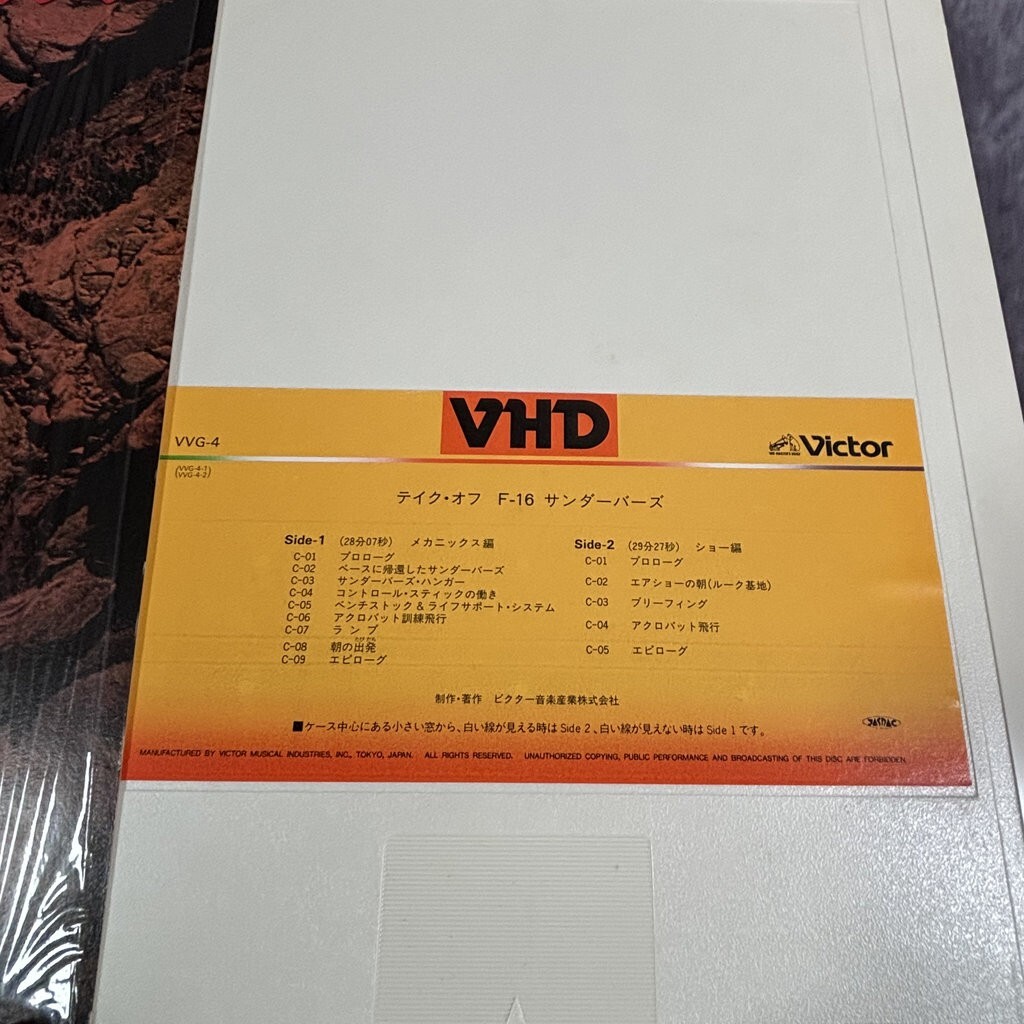 VHD
VVG-4
(VVG-4-1)
(VVG-4-2)
Victor
テイク・オフ F-16 サンダーバーズ
Side-1 (28分07秒) メカニックス編
C-01 プロローグ
C-02 ベースに帰還したサンダーバーズ
C-03 サンダーバーズ・ハンガー
C-04 コントロール・スティックの働き
C-05 ベンチストック&ライフサポート・システム
C-06 アクロバット訓練飛行
C-07 ランプ
C-08 朝の出発
C-09 エピローグ
Side-2 (29分27秒) ショー編
C-01 プロローグ
C-02 エアショーの朝(ルーク基地)
C-03 ブリーフィング
C-04 アクロバット飛行
C-05 エピローグ
制作・著作 ビクター音楽産業株式会社
■ケース中心にある小さい窓から、白い線が見える時はSide 2、白い線が見えない時はSide 1です。
JASRAC
MANUFACTURED BY VICTOR MUSICAL INDUSTRIES, INC., TOKYO, JAPAN. ALL RIGHTS RESERVED. UNAUTHORIZED COPYING, PUBLIC PERFORMANCE AND BROADCASTING OF THIS DISC ARE FORBIDDEN.